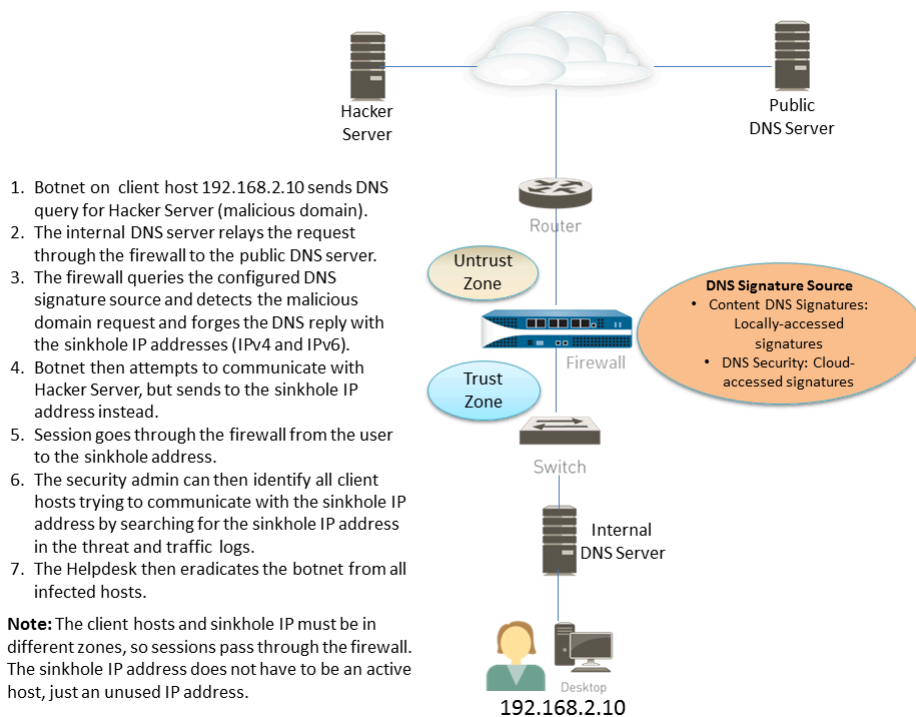 Hacker
Server
Public
DNS Server
1. Botnet on client host 192.168.2.10 sends DNS
query for Hacker Server (malicious domain).
2. The internal DNS server relays the request
through the firewall to the public DNS server.
3. The firewall queries the configured DNS
signature source and detects the malicious
domain request and forges the DNS reply with
the sinkhole IP addresses (IPv4 and IPv6).
4. Botnet then attempts to communicate with
Hacker Server, but sends to the sinkhole IP
address instead.
5. Session goes through the firewall from the user
to the sinkhole address.
6. The security admin can then identify all client
hosts trying to communicate with the sinkhole IP
address by searching for the sinkhole IP address
in the threat and traffic logs.
7. The Helpdesk then eradicates the botnet from all
infected hosts.
Note: The client hosts and sinkhole IP must be in
different zones, so sessions pass through the firewall.
The sinkhole IP address does not have to be an active
host, just an unused IP address.
Router
Untrust
Zone
Firewall
DNS Signature Source
• Content DNS Signatures:
Locally-accessed
signatures
• DNS Security: Cloud-
accessed signatures
Trust
Zone
Switch
Internal
DNS Server
Desktop
192.168.2.10